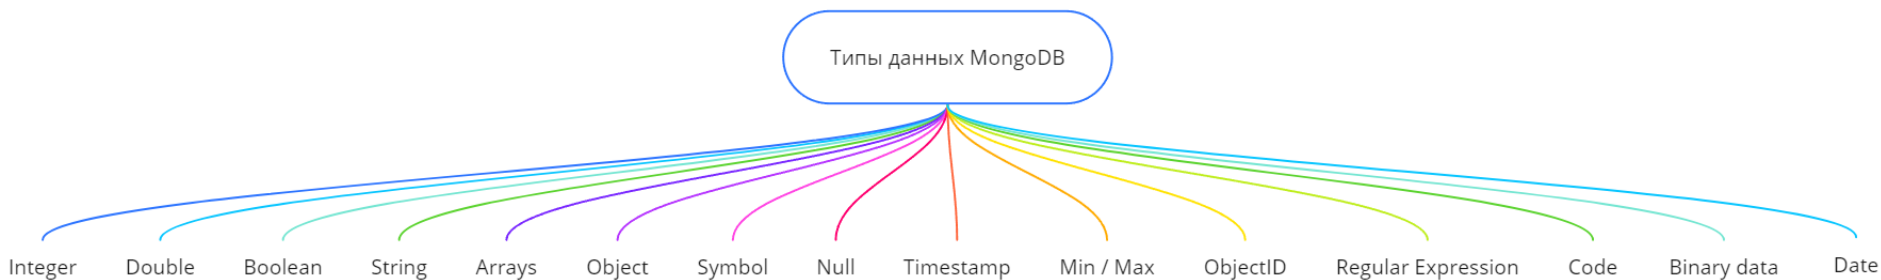 Типы данных MongoDB
Integer
Double
Boolean
String
Arrays
Object
Symbol
Null
Timestamp
Min / Max
ObjectID
Regular Expression
Code
Binary data
Date